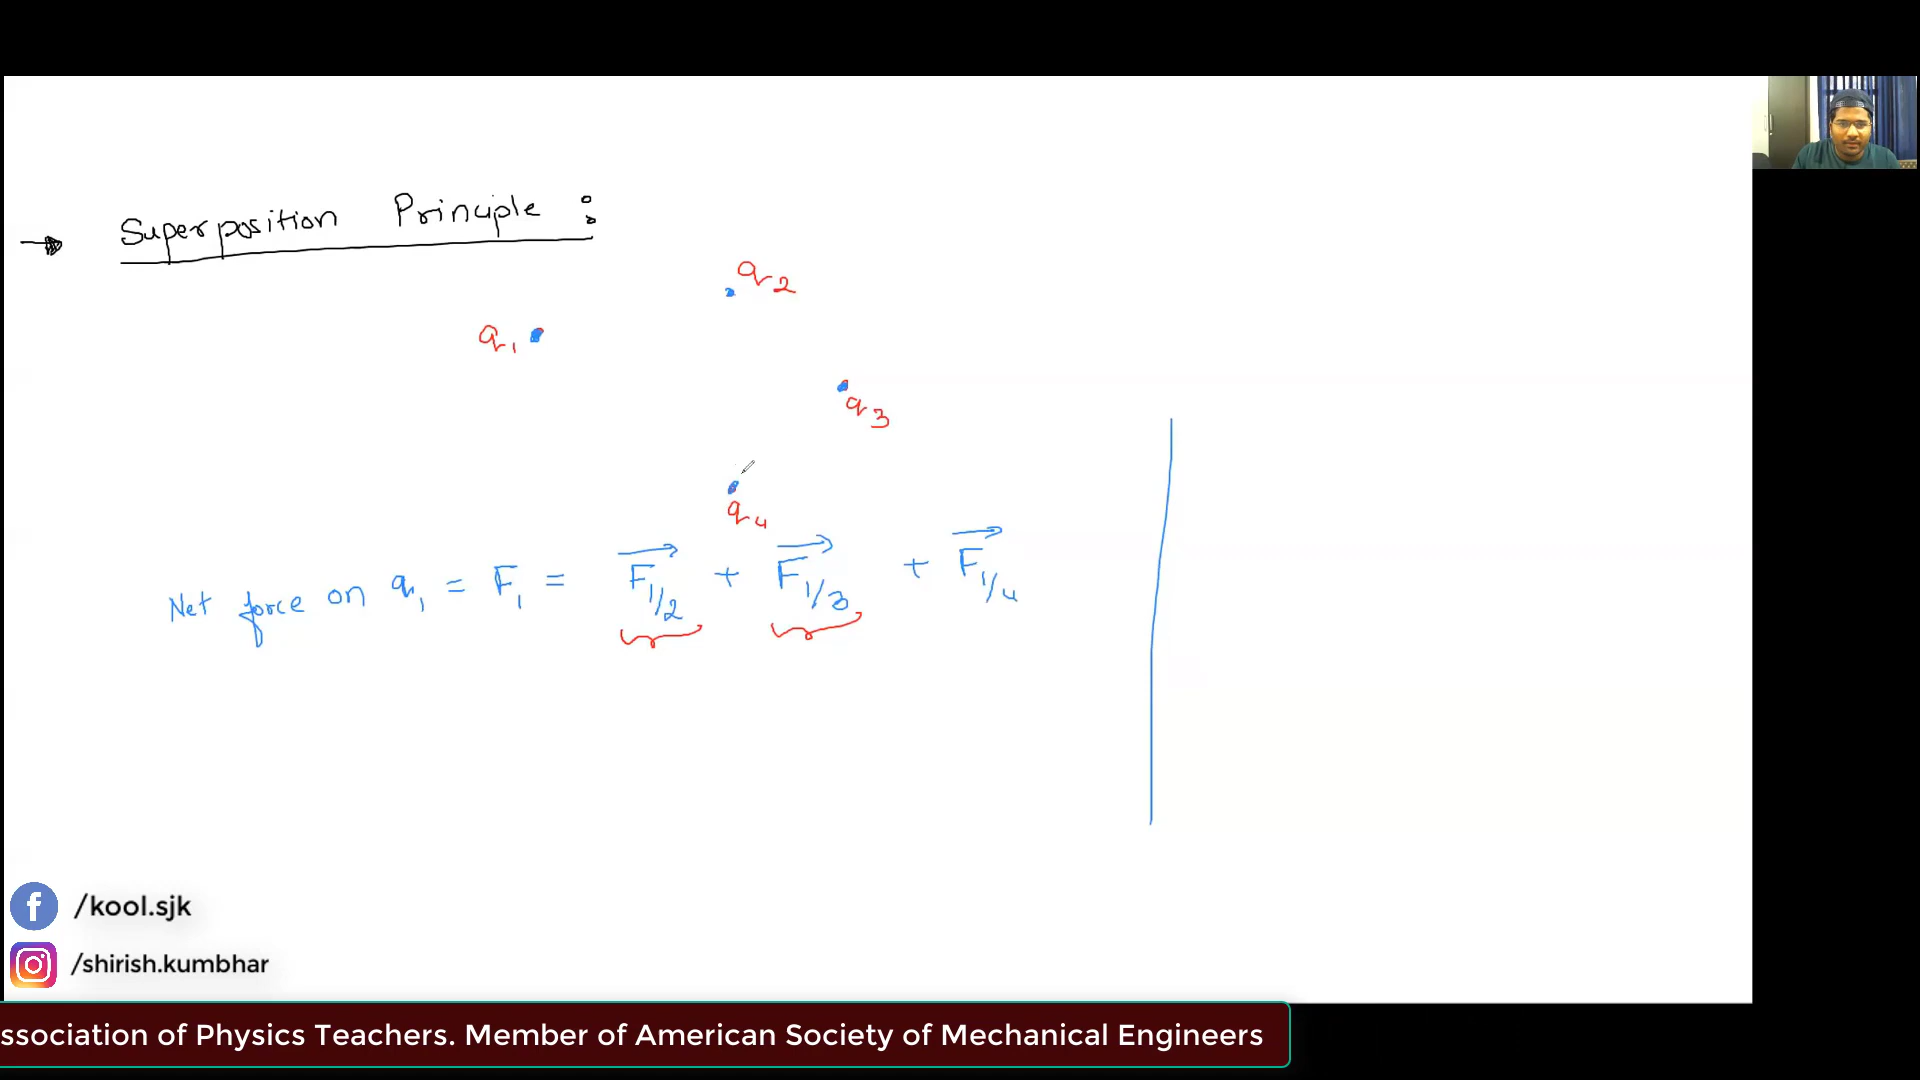 Superposition Principle :
q2
q1
q3
q4
Net force on q1 = F1 = F1/2 + F1/3 + F1/4
/kool.sjk
/shirish.kumbhar
ssociation of Physics Teachers. Member of American Society of Mechanical Engineers